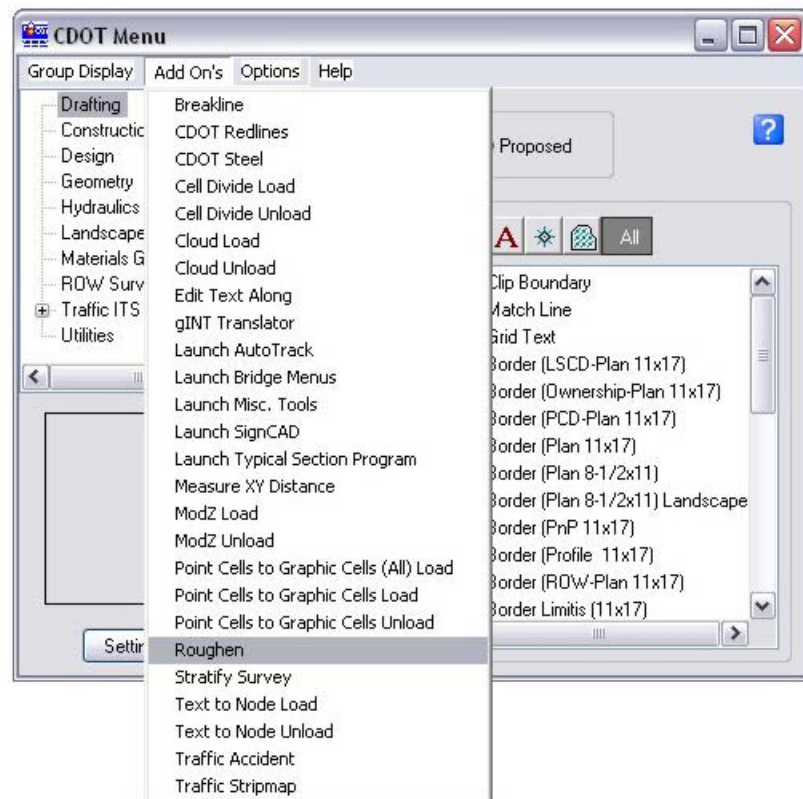 CDOT Menu
Group Display Add On's Options Help
Drafting
Constructic
Design
Geometry
Hydraulics
Landscape
Materials G
ROW Surv
Traffic ITS
Utilities
Breakline
CDOT Redlines
CDOT Steel
Cell Divide Load
Cell Divide Unload
Cloud Load
Cloud Unload
Edit Text Along
gINT Translator
Launch AutoTrack
Launch Bridge Menus
Launch Misc. Tools
Launch SignCAD
Launch Typical Section Program
Measure XY Distance
ModZ Load
ModZ Unload
Point Cells to Graphic Cells (All) Load
Point Cells to Graphic Cells Load
Point Cells to Graphic Cells Unload
Roughen
Stratify Survey
Text to Node Load
Text to Node Unload
Traffic Accident
Traffic Stripmap
Proposed
?
A All
Clip Boundary
Match Line
Grid Text
Border (LSCD-Plan 11x17)
Border (Ownership-Plan 11x17)
Border (PCD-Plan 11x17)
Border (Plan 11x17)
Border (Plan 8-1/2x11)
Border (Plan 8-1/2x11) Landscape
Border (PnP 11x17)
Border (Profile 11x17)
Border (ROW-Plan 11x17)
Border Limitis (11x17)
Settin